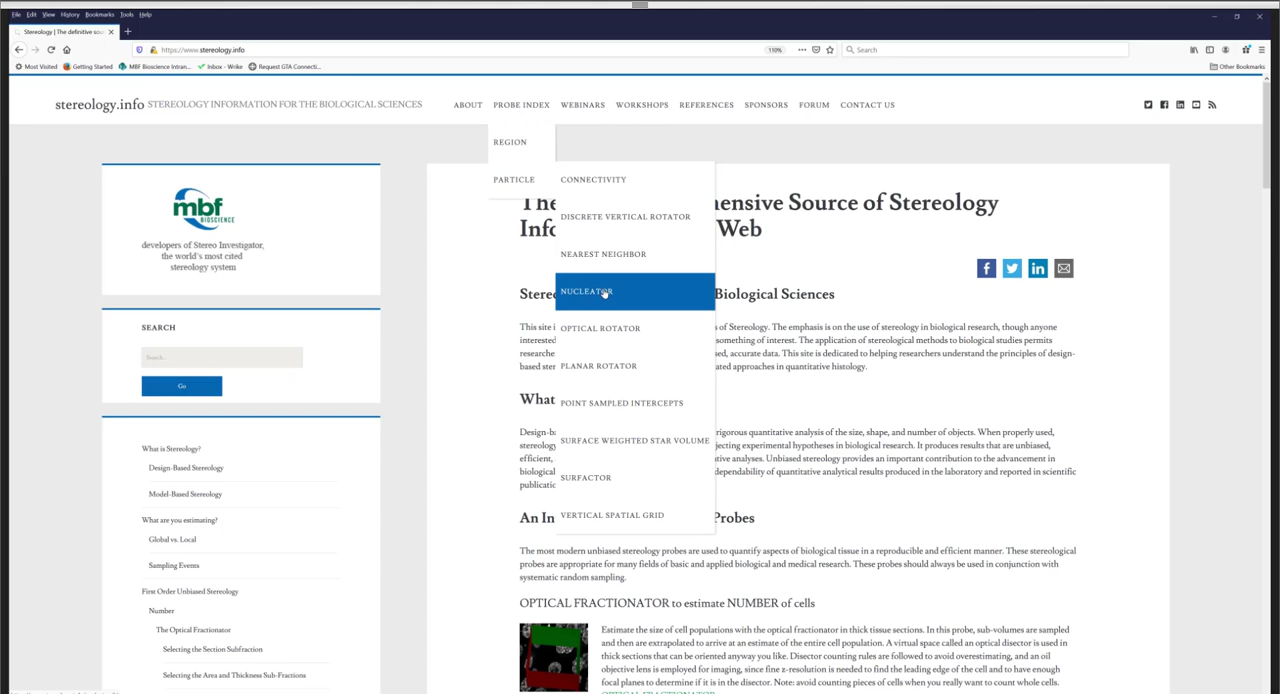 File Edit View History Bookmarks Tools Help
Stereology | The definitive sou
https://www.stereology.info
110%
Search
Most Visited Getting Started MBF Bioscience Intran... Inbox - Wrike Request GTA Connecti...
Other Bookmarks
stereology.info STEREOLOGY INFORMATION FOR THE BIOLOGICAL SCIENCES
ABOUT PROBE INDEX WEBINARS WORKSHOPS REFERENCES SPONSORS FORUM CONTACT US
REGION
PARTICLE
CONNECTIVITY
DISCRETE VERTICAL ROTATOR
NEAREST NEIGHBOR
NUCLEATOR
OPTICAL ROTATOR
PLANAR ROTATOR
POINT SAMPLED INTERCEPTS
SURFACE WEIGHTED STAR VOLUME
SURFACTOR
VERTICAL SPATIAL GRID
mbf
BIOSCIENCE
developers of Stereo Investigator,
the world's most cited
stereology system
SEARCH
Search...
Go
What is Stereology?
Design-Based Stereology
Model-Based Stereology
What are you estimating?
Global vs. Local
Sampling Events
First Order Unbiased Stereology
Number
The Optical Fractionator
Selecting the Section Subfraction
Selecting the Area and Thickness Sub-Fractions
The ensive Source of Stereology
Info Web
Stereo Biological Sciences
This site i s of Stereology. The emphasis is on the use of stereology in biological research, though anyone
interested something of interest. The application of stereological methods to biological studies permits
researche sed, accurate data. This site is dedicated to helping researchers understand the principles of design-
based ster ated approaches in quantitative histology.
What
Design-b rigorous quantitative analysis of the size, shape, and number of objects. When properly used,
stereology jecting experimental hypotheses in biological research. It produces results that are unbiased,
efficient, ative analyses. Unbiased stereology provides an important contribution to the advancement in
biological dependability of quantitative analytical results produced in the laboratory and reported in scientific
publicatio
An In Probes
The most modern unbiased stereology probes are used to quantify aspects of biological tissue in a reproducible and efficient manner. These stereological
probes are appropriate for many fields of basic and applied biological and medical research. These probes should always be used in conjunction with
systematic random sampling.
OPTICAL FRACTIONATOR to estimate NUMBER of cells
Estimate the size of cell populations with the optical fractionator in thick tissue sections. In this probe, sub-volumes are sampled
and then are extrapolated to arrive at an estimate of the entire cell population. A virtual space called an optical disector is used in
thick sections that can be oriented anyway you like. Disector counting rules are followed to avoid overestimating, and an oil
objective lens is employed for imaging, since fine z-resolution is needed to find the leading edge of the cell and to have enough
focal planes to determine if it is in the disector. Note: avoid counting pieces of cells when you really want to count whole cells.
OPTICAL FRACTIONATOR